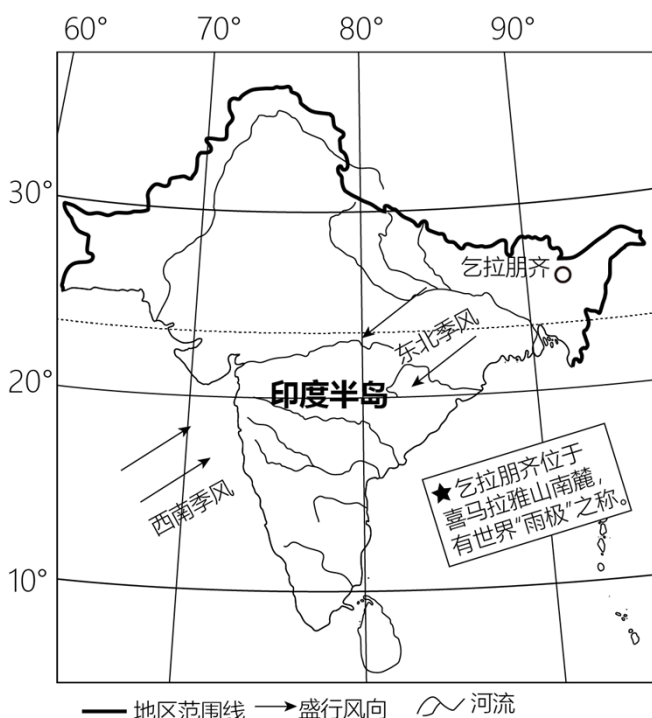 60° 70° 80° 90°
30°
乞拉朋齐
东北季风
20°
印度半岛
西南季风
★乞拉朋齐位于
喜马拉雅山南麓，
有世界“雨极”之称。
10°
地区范围线 盛行风向 河流